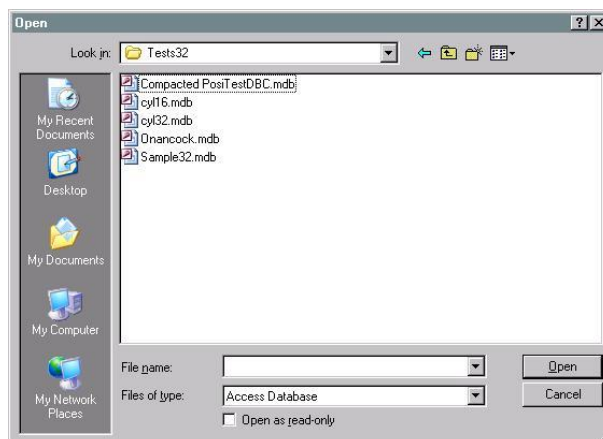 Open
Look in: Tests32
My Recent
Documents
Desktop
My Documents
My Computer
My Network
Places
Compacted PosiTestDBC.mdb
cyl16.mdb
cyl32.mdb
Onancock.mdb
Sample32.mdb
File name:
Open
Files of type: Access Database
Cancel
Open as read-only